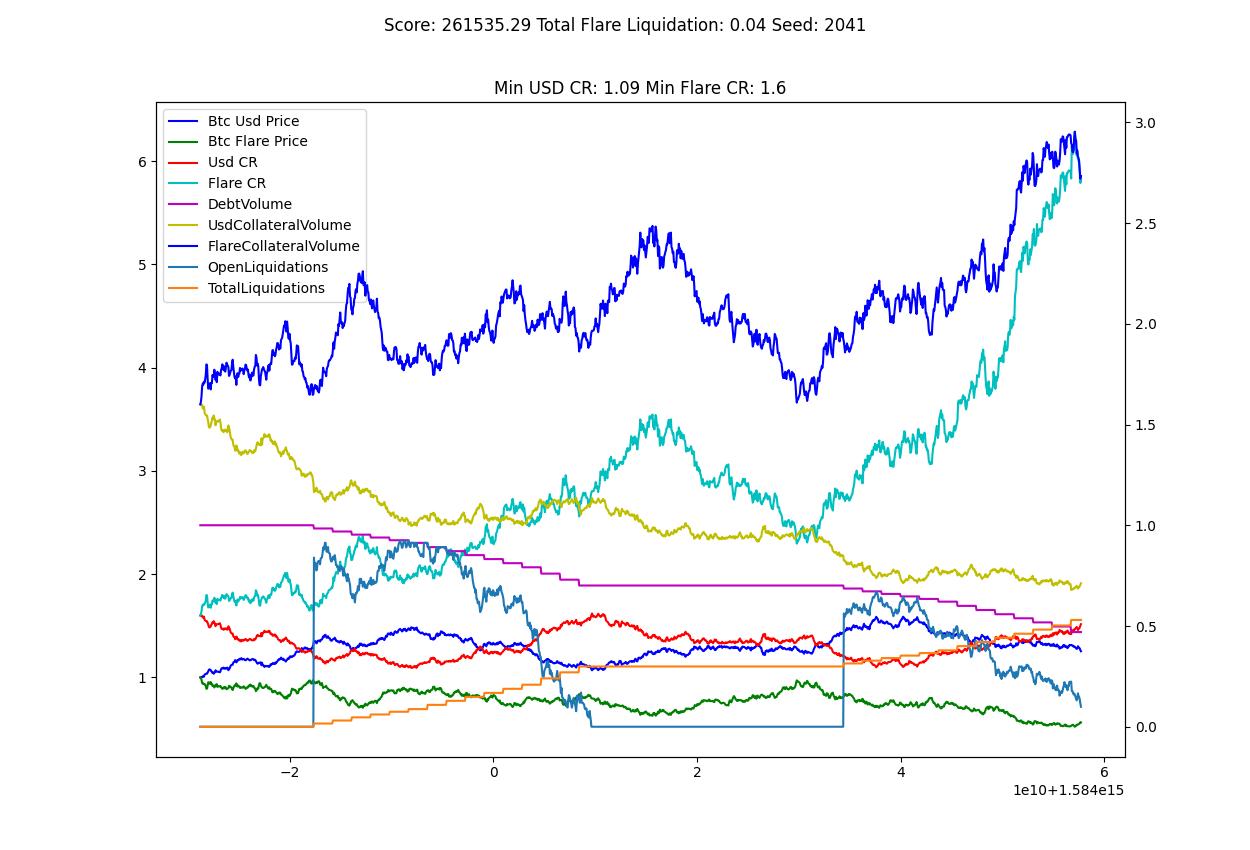 Score: 261535.29 Total Flare Liquidation: 0.04 Seed: 2041
Min USD CR: 1.09 Min Flare CR: 1.6
Btc Usd Price
Btc Flare Price
Usd CR
Flare CR
DebtVolume
UsdCollateralVolume
FlareCollateralVolume
OpenLiquidations
TotalLiquidations
6
5
4
3
2
1
3.0
2.5
2.0
1.5
1.0
0.5
0.0
−2
0
2
4
6
1e10+1.584e15